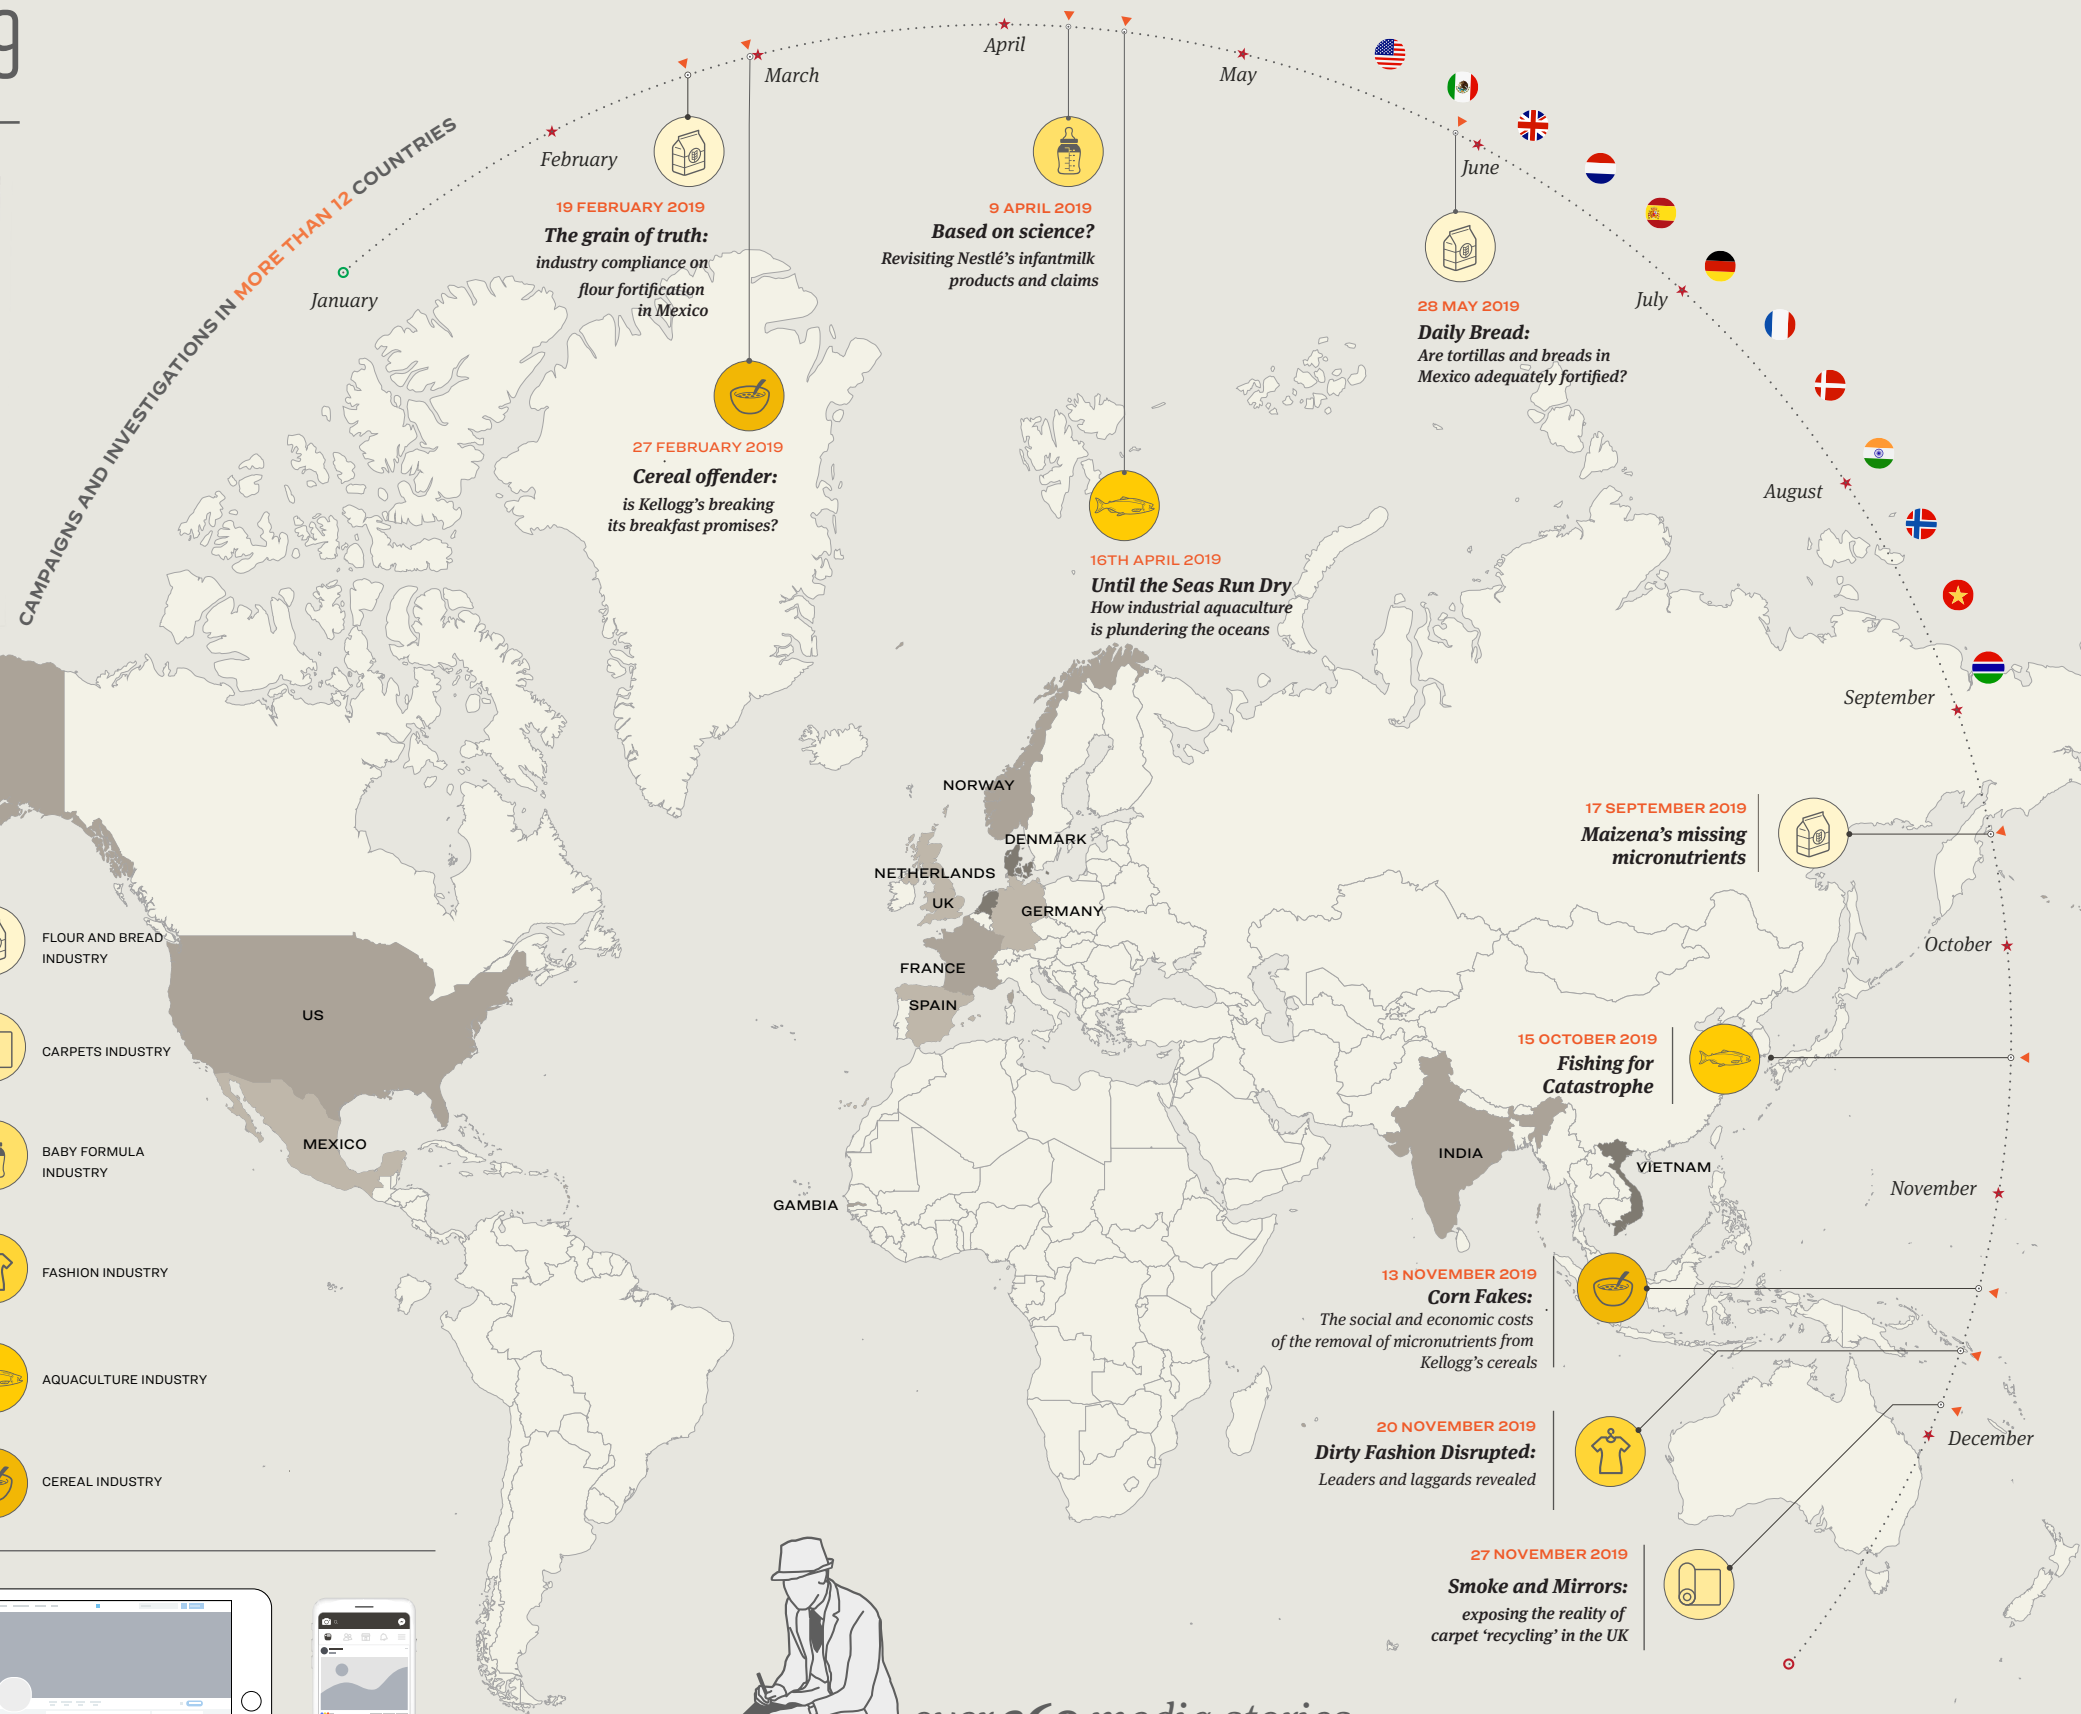 9
CAMPAIGNS AND INVESTIGATIONS IN MORE THAN 12 COUNTRIES
January
February
March
April
May
June
July
August
September
October
November
December
19 FEBRUARY 2019
The grain of truth:
industry compliance on
flour fortification
in Mexico
27 FEBRUARY 2019
Cereal offender:
is Kellogg's breaking
its breakfast promises?
9 APRIL 2019
Based on science?
Revisiting Nestlé's infantmilk
products and claims
16TH APRIL 2019
Until the Seas Run Dry
How industrial aquaculture
is plundering the oceans
28 MAY 2019
Daily Bread:
Are tortillas and breads in
Mexico adequately fortified?
17 SEPTEMBER 2019
Maizena's missing
micronutrients
15 OCTOBER 2019
Fishing for
Catastrophe
13 NOVEMBER 2019
Corn Fakes:
The social and economic costs
of the removal of micronutrients from
Kellogg's cereals
20 NOVEMBER 2019
Dirty Fashion Disrupted:
Leaders and laggards revealed
27 NOVEMBER 2019
Smoke and Mirrors:
exposing the reality of
carpet 'recycling' in the UK
NORWAY
DENMARK
NETHERLANDS
UK
GERMANY
FRANCE
SPAIN
US
MEXICO
GAMBIA
INDIA
VIETNAM
FLOUR AND BREAD
INDUSTRY
CARPETS INDUSTRY
BABY FORMULA
INDUSTRY
FASHION INDUSTRY
AQUACULTURE INDUSTRY
CEREAL INDUSTRY
media stories